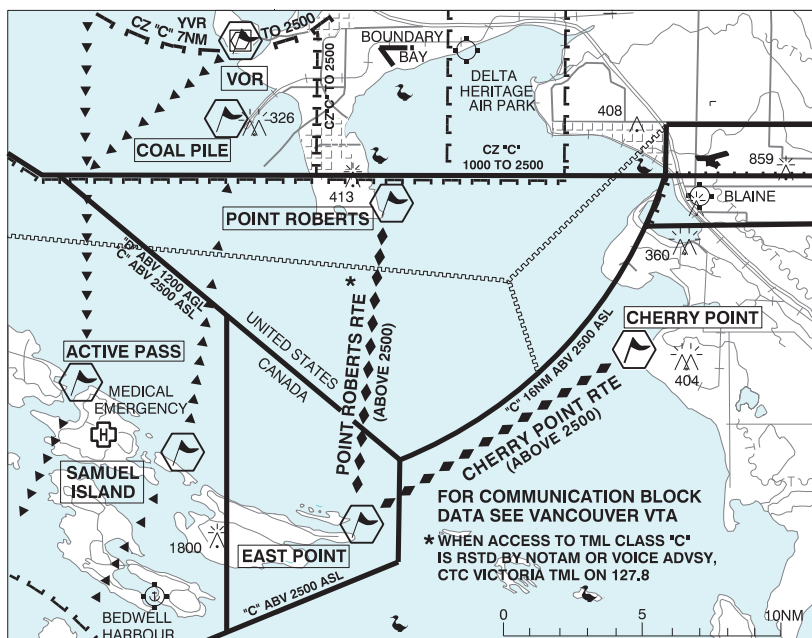 YVR
CZ "C" 7NM
TO 2500
VOR
BOUNDARY
BAY
DELTA
HERITAGE
AIR PARK
CZ "C" TO 2500
326
408
COAL PILE
CZ "C"
1000 TO 2500
859
413
POINT ROBERTS
BLAINE
"C" ABV 1200 AGL
"C" ABV 2500 ASL
360
*
POINT ROBERTS RTE
(ABOVE 2500)
UNITED STATES
CANADA
CHERRY POINT
ACTIVE PASS
"C" 16NM ABV 2500 ASL
404
MEDICAL
EMERGENCY
H
CHERRY POINT RTE
(ABOVE 2500)
SAMUEL
ISLAND
FOR COMMUNICATION BLOCK
DATA SEE VANCOUVER VTA
1800
EAST POINT
* WHEN ACCESS TO TML CLASS "C"
IS RSTD BY NOTAM OR VOICE ADVSY,
CTC VICTORIA TML ON 127.8
"C" ABV 2500 ASL
BEDWELL
HARBOUR
0 5 10NM